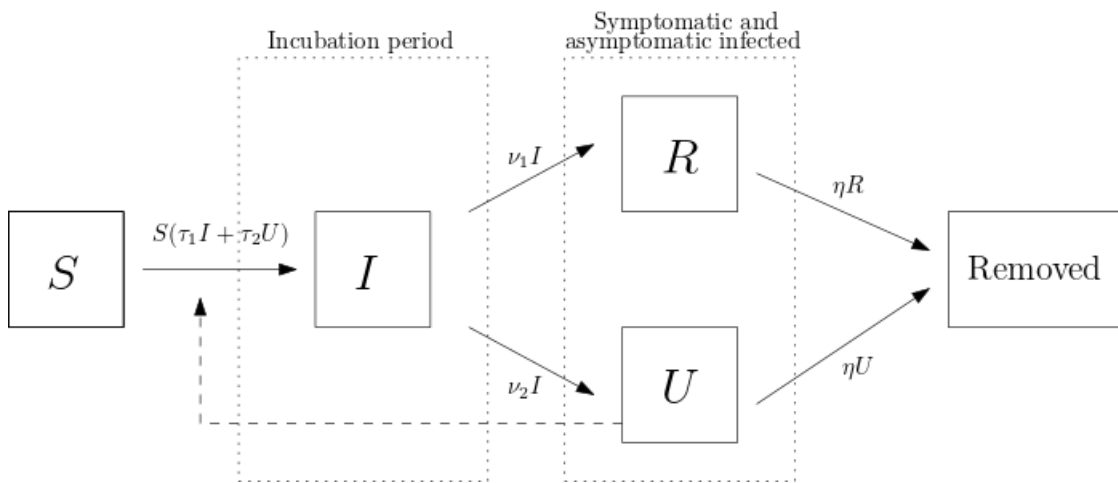 Symptomatic and
asymptomatic infected
Incubation period
S
S(τ₁I + τ₂U)
I
ν₁I
ν₂I
R
U
ηR
ηU
Removed